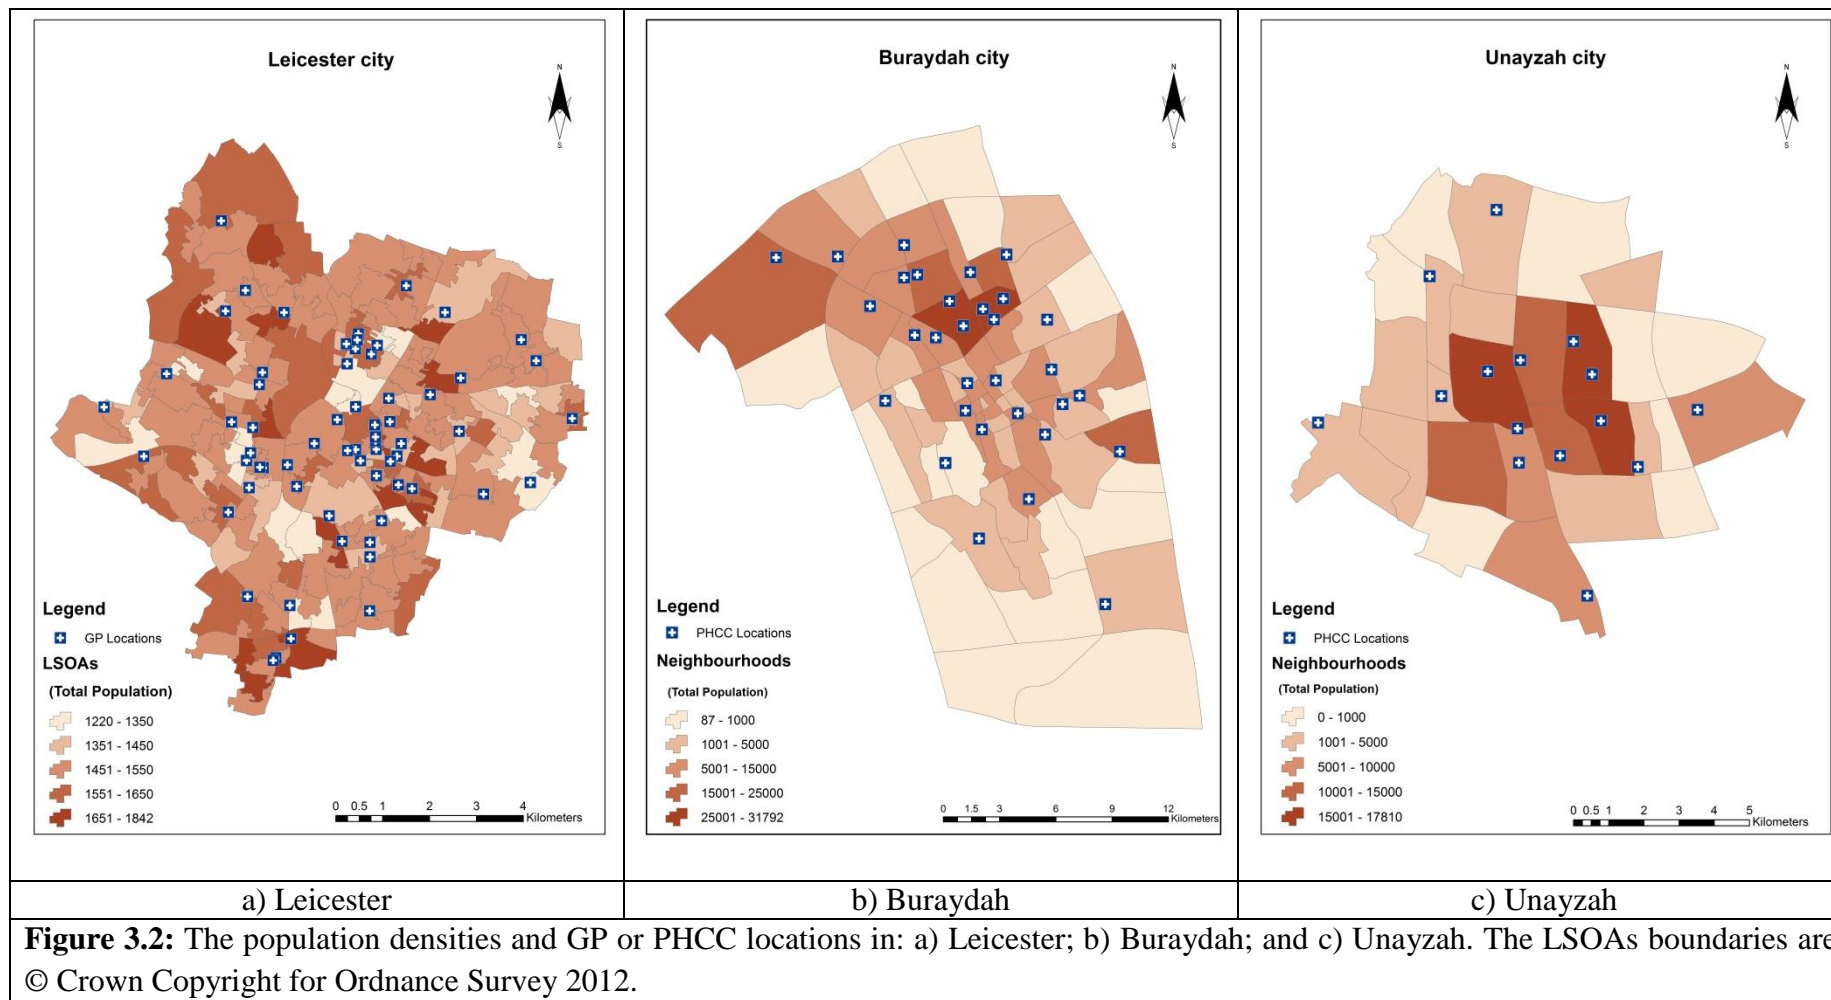 Leicester city
N
S
Legend
GP Locations
LSOAs
(Total Population)
1220 - 1350
1351 - 1450
1451 - 1550
1551 - 1650
1651 - 1842
0 0.5 1 2 3 4
Kilometers
Buraydah city
N
S
Legend
PHCC Locations
Neighbourhoods
(Total Population)
87 - 1000
1001 - 5000
5001 - 15000
15001 - 25000
25001 - 31792
0 1.5 3 6 9 12
Kilometers
Unayzah city
N
S
Legend
PHCC Locations
Neighbourhoods
(Total Population)
0 - 1000
1001 - 5000
5001 - 10000
10001 - 15000
15001 - 17810
0 0.5 1 2 3 4 5
Kilometers
a) Leicester
b) Buraydah
c) Unayzah
Figure 3.2: The population densities and GP or PHCC locations in: a) Leicester; b) Buraydah; and c) Unayzah. The LSOAs boundaries are
© Crown Copyright for Ordnance Survey 2012.